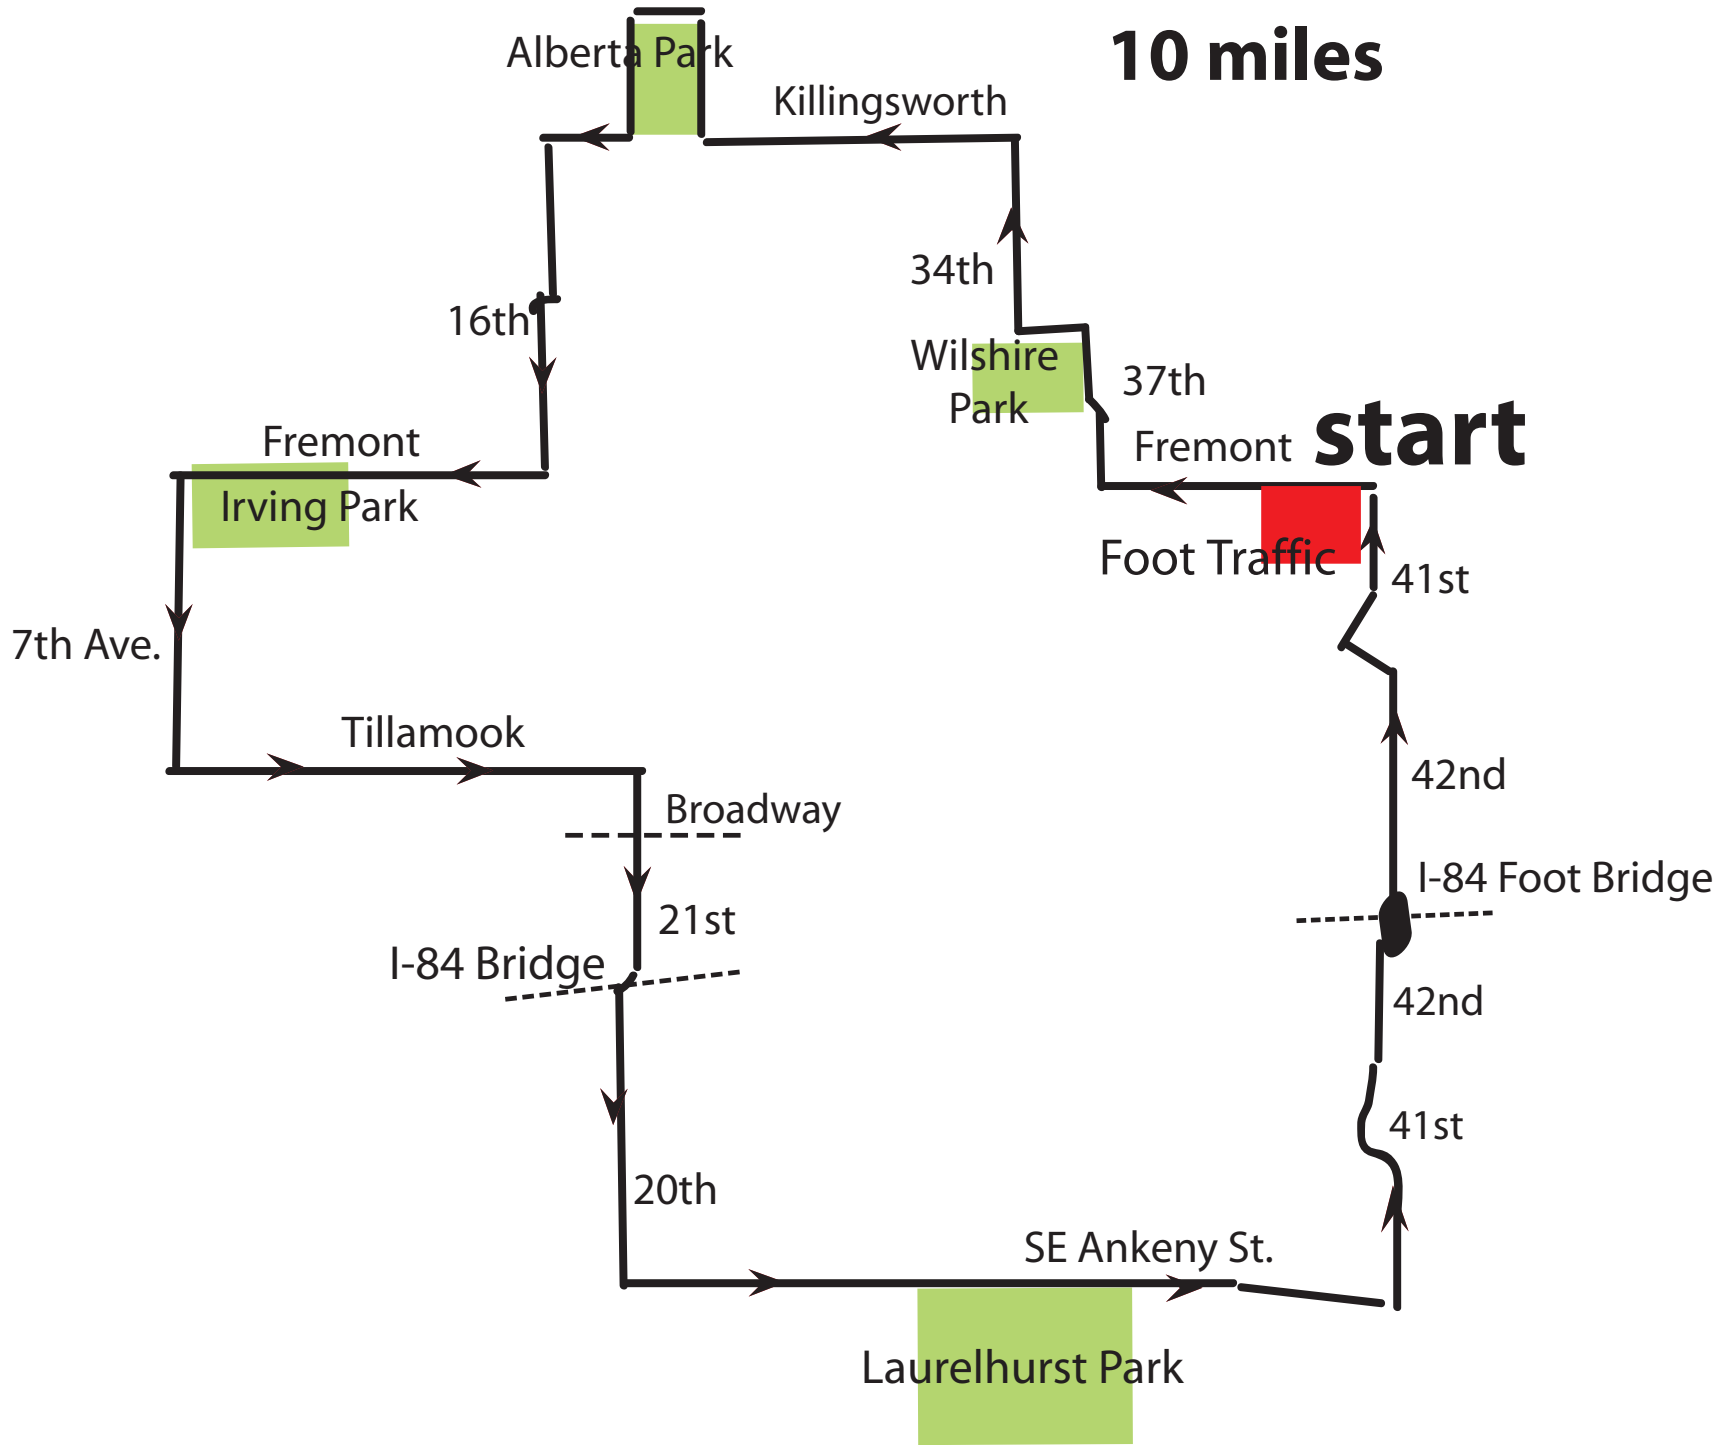 10 miles
Alberta Park
Killingsworth
34th
16th
Wilshire
Park
37th
start
Fremont
Fremont
Irving Park
Foot Traffic
41st
7th Ave.
Tillamook
42nd
Broadway
I-84 Foot Bridge
21st
I-84 Bridge
42nd
41st
20th
SE Ankeny St.
Laurelhurst Park